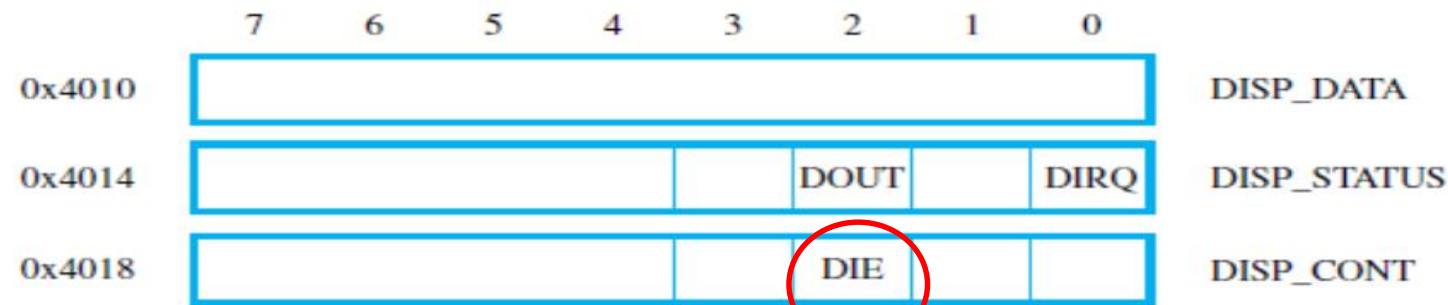 7 6 5 4 3 2 1 0
0x4010 DISP_DATA
0x4014 DOUT DIRQ DISP_STATUS
0x4018 DIE DISP_CONT